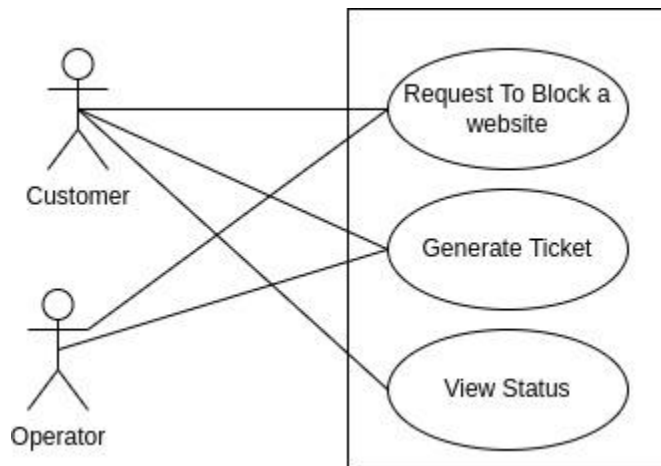 Request To Block a
website
Customer
Generate Ticket
View Status
Operator